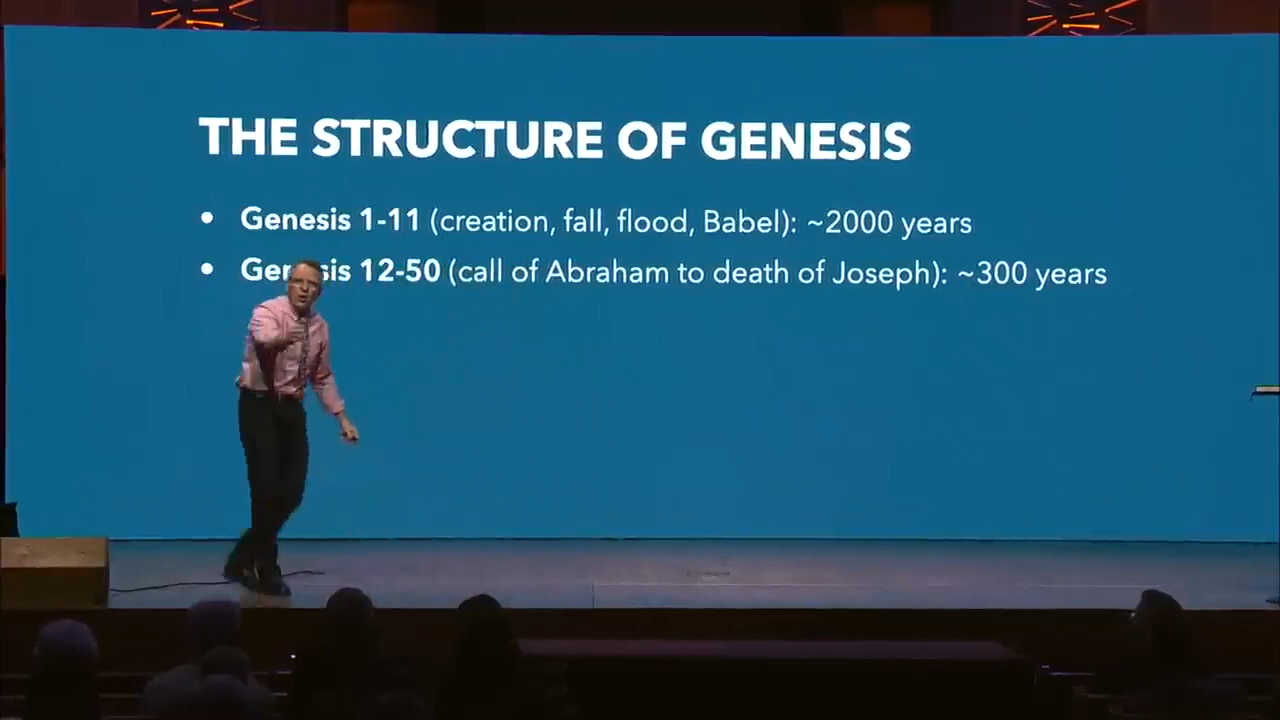 THE STRUCTURE OF GENESIS
• Genesis 1-11 (creation, fall, flood, Babel): ~2000 years
• Genesis 12-50 (call of Abraham to death of Joseph): ~300 years